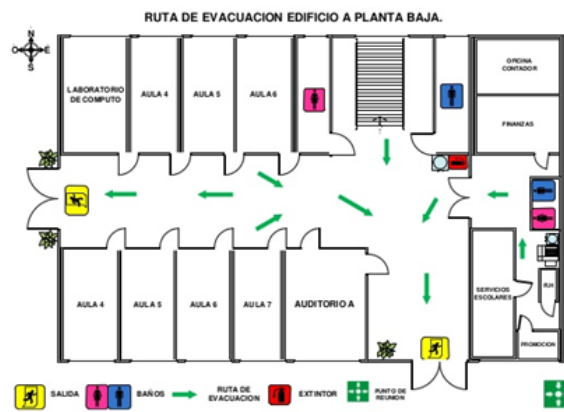 RUTA DE EVACUACION EDIFICIO A PLANTA BAJA.
N
O E
S
LABORATORIO
DE COMPUTO
AULA 4
AULA 5
AULA 6
OFICINA
CONTADOR
FINANZAS
AULA 4
AULA 5
AULA 6
AULA 7
AUDITORIO A
SERVICIOS
ESCOLARES
RJH
PROMOCION
SALIDA
BAÑOS
RUTA DE
EVACUACION
EXTINTOR
PUNTO DE
REUNION